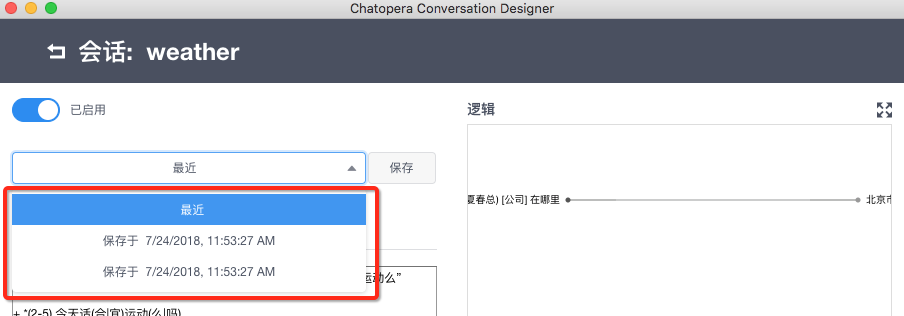 Chatopera Conversation Designer
会话: weather
已启用
最近
保存
最近
保存于 7/24/2018, 11:53:27 AM
保存于 7/24/2018, 11:53:27 AM
运动么”
+ *(2-5) 今天适(合|宜)运动(么|吗)
逻辑
夏春总) [公司] 在哪里
北京市